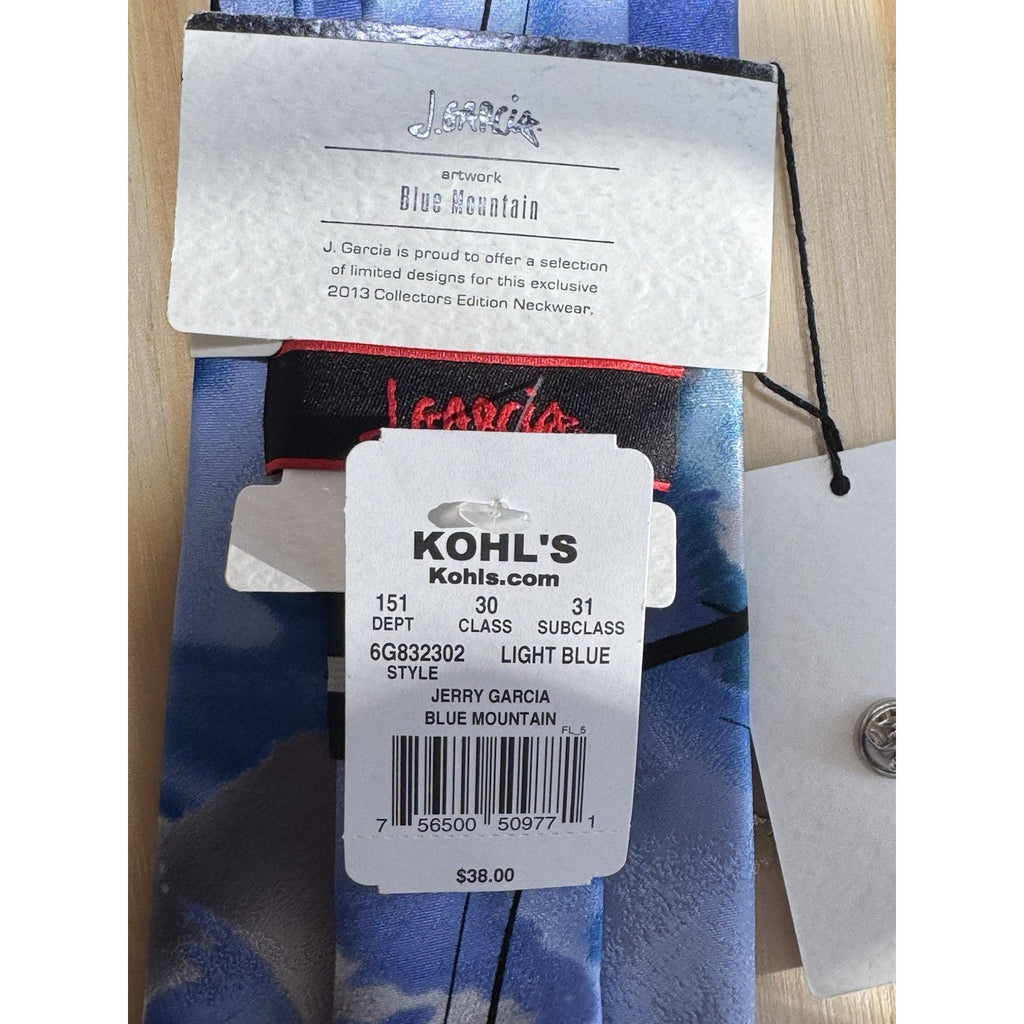 J.GARCIA
artwork
Blue Mountain
J. Garcia is proud to offer a selection
of limited designs for this exclusive
2013 Collectors Edition Neckwear.
J.GARCIA
KOHL'S
Kohls.com
151 30 31
DEPT CLASS SUBCLASS
6G832302 LIGHT BLUE
STYLE
JERRY GARCIA
BLUE MOUNTAIN
FL_5
7 56500 50977 1
$38.00